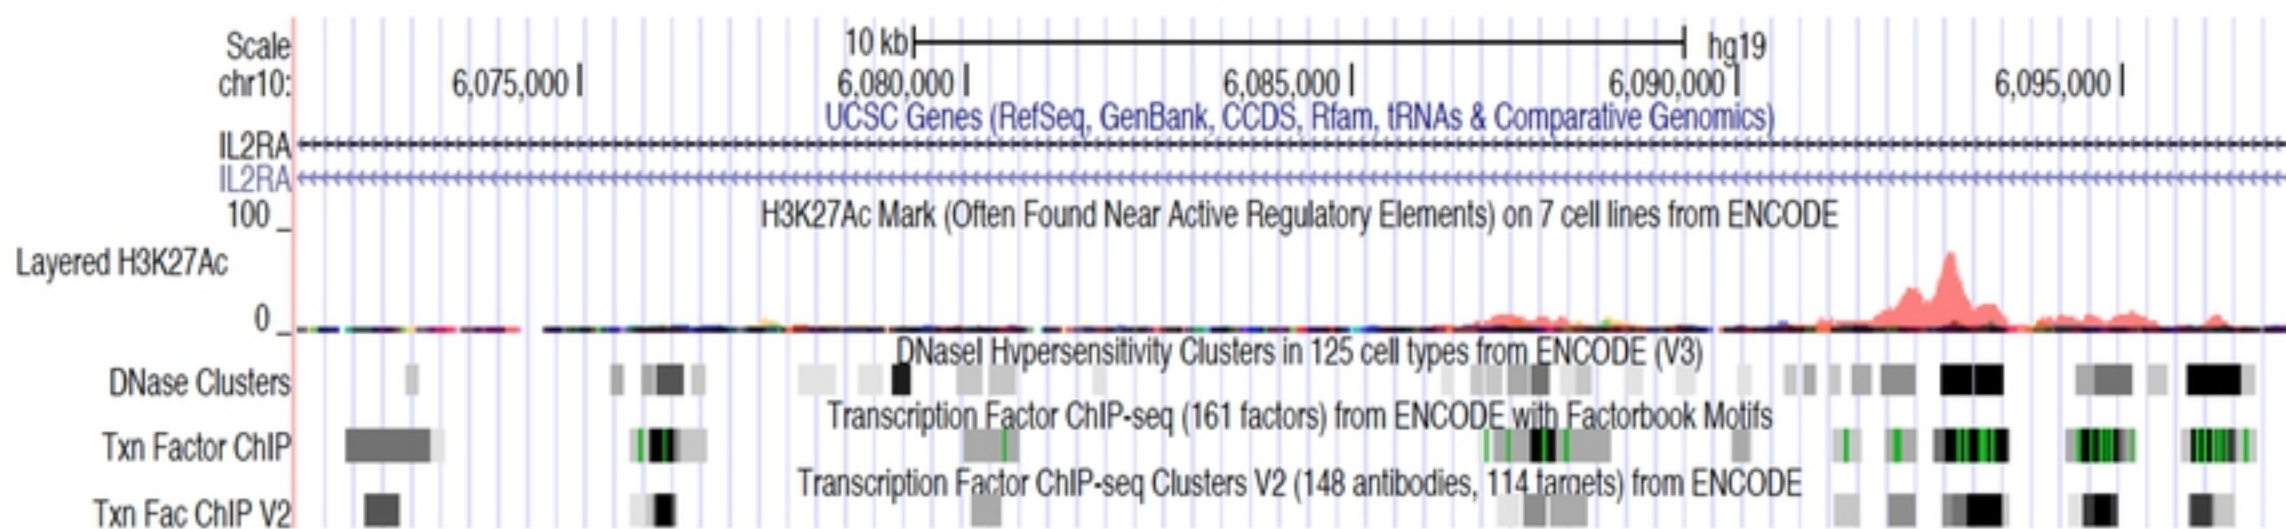 Scale 10 kb hg19
chr10: 6,075,000 6,080,000 6,085,000 6,090,000 6,095,000
UCSC Genes (RefSeq, GenBank, CCDS, Rfam, tRNAs & Comparative Genomics)
IL2RA
IL2RA
H3K27Ac Mark (Often Found Near Active Regulatory Elements) on 7 cell lines from ENCODE
100
Layered H3K27Ac
0
DNaseI Hypersensitivity Clusters in 125 cell types from ENCODE (V3)
DNase Clusters
Transcription Factor ChIP-seq (161 factors) from ENCODE with Factorbook Motifs
Txn Factor ChIP
Transcription Factor ChIP-seq Clusters V2 (148 antibodies, 114 targets) from ENCODE
Txn Fac ChIP V2